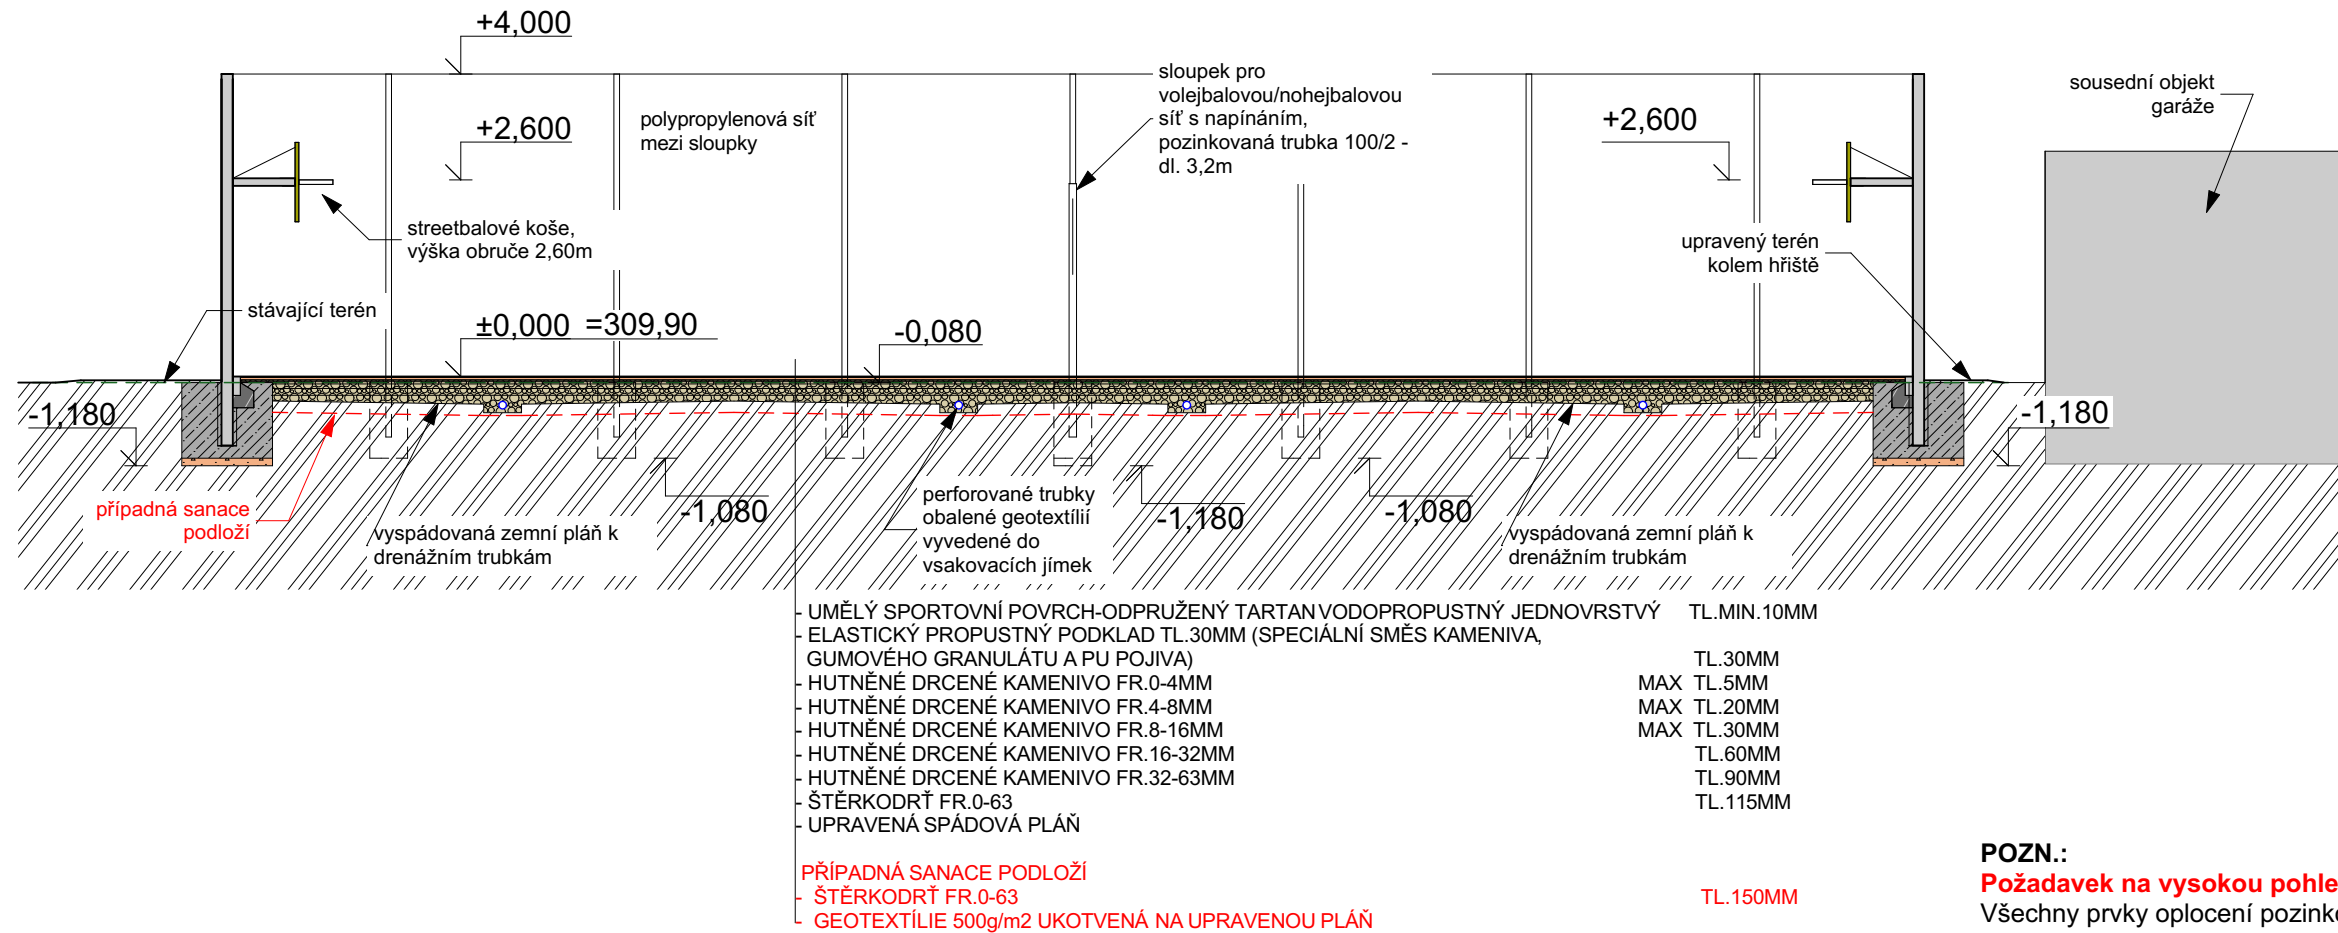 +4,000
sloupek pro
volejbalovou/nohejbalovou
síť s napínáním,
pozinkovaná trubka 100/2 -
dl. 3,2m
sousední objekt
garáže
+2,600
polypropylenová síť
mezi sloupky
+2,600
streetbalové koše,
výška obruče 2,60m
upravený terén
kolem hřiště
stávající terén
±0,000 =309,90
-0,080
-1,180
-1,180
případná sanace
podloží
vyspádovaná zemní pláň k
drenážním trubkám
-1,080
perforované trubky
obalené geotextílií
vyvedené do
vsakovacích jímek
-1,180
-1,080
vyspádovaná zemní pláň k
drenážním trubkám
- UMĚLÝ SPORTOVNÍ POVRCH-ODPRUŽENÝ TARTAN VODOPROPUSTNÝ JEDNOVRSTVÝ TL.MIN.10MM
- ELASTICKÝ PROPUSTNÝ PODKLAD TL.30MM (SPECIÁLNÍ SMĚS KAMENIVA,
GUMOVÉHO GRANULÁTU A PU POJIVA) TL.30MM
- HUTNĚNÉ DRCENÉ KAMENIVO FR.0-4MM MAX TL.5MM
- HUTNĚNÉ DRCENÉ KAMENIVO FR.4-8MM MAX TL.20MM
- HUTNĚNÉ DRCENÉ KAMENIVO FR.8-16MM MAX TL.30MM
- HUTNĚNÉ DRCENÉ KAMENIVO FR.16-32MM TL.60MM
- HUTNĚNÉ DRCENÉ KAMENIVO FR.32-63MM TL.90MM
- ŠTĚRKODRŤ FR.0-63 TL.115MM
- UPRAVENÁ SPÁDOVÁ PLÁŇ
PŘÍPADNÁ SANACE PODLOŽÍ
- ŠTĚRKODRŤ FR.0-63 TL.150MM
- GEOTEXTÍLIE 500g/m2 UKOTVENÁ NA UPRAVENOU PLÁŇ
POZN.:
Požadavek na vysokou pohle
Všechny prvky oplocení pozink